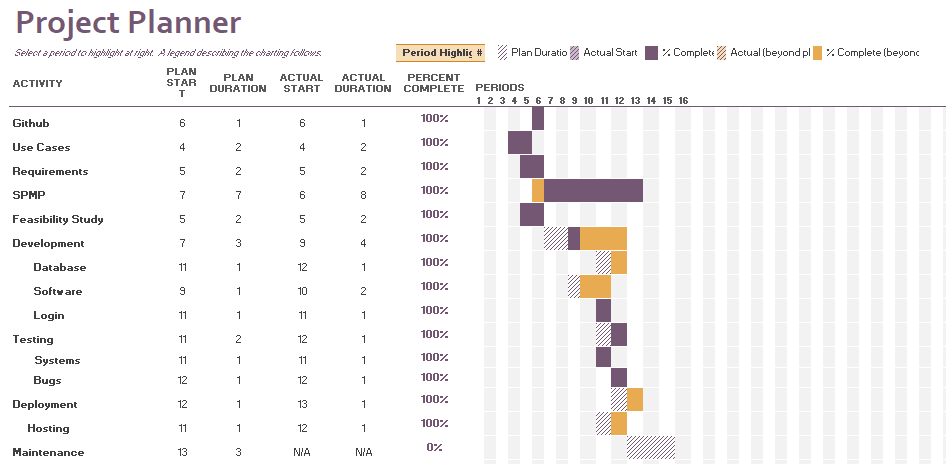 Project Planner
Select a period to highlight at right. A legend describing the charting follows.
Period Highlig #
Plan Duratio
Actual Start
% Complete
Actual (beyond pl
% Complete (beyond
ACTIVITY PLAN START PLAN DURATION ACTUAL START ACTUAL DURATION PERCENT COMPLETE PERIODS
1 2 3 4 5 6 7 8 9 10 11 12 13 14 15 16
Github 6 1 6 1 100%
Use Cases 4 2 4 2 100%
Requirements 5 2 5 2 100%
SPMP 7 7 6 8 100%
Feasibility Study 5 2 5 2 100%
Development 7 3 9 4 100%
Database 11 1 12 1 100%
Software 9 1 10 2 100%
Login 11 1 11 1 100%
Testing 11 2 12 1 100%
Systems 11 1 11 1 100%
Bugs 12 1 12 1 100%
Deployment 12 1 13 1 100%
Hosting 11 1 12 1 100%
Maintenance 13 3 N/A N/A 0%